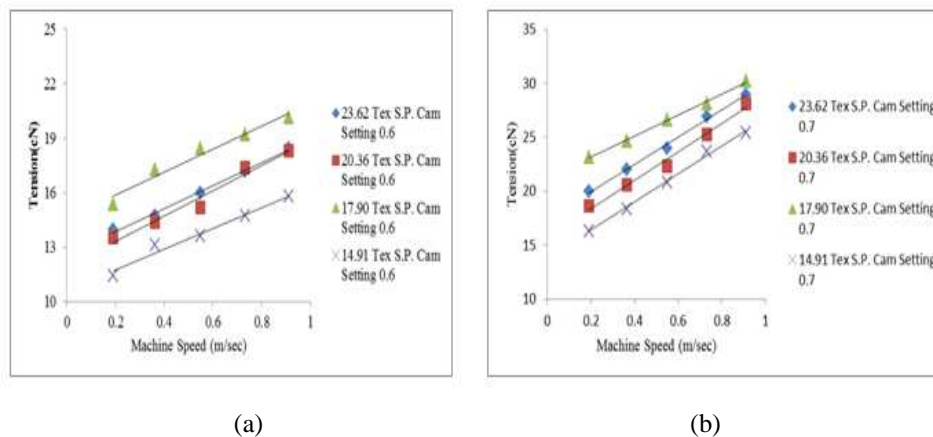 25
22
19
16
13
10
Tension(cN)
0 0.2 0.4 0.6 0.8 1
Machine Speed (m/sec)
23.62 Tex S.P. Cam
Setting 0.6
20.36 Tex S.P. Cam
Setting 0.6
17.90 Tex S.P. Cam
Setting 0.6
14.91 Tex S.P. Cam
Setting 0.6
(a)
35
30
25
20
15
10
Tension(cN)
0 0.2 0.4 0.6 0.8 1
Machine Speed (m/sec)
23.62 Tex S.P. Cam Setting
0.7
20.36 Tex S.P. Cam Setting
0.7
17.90 Tex S.P. Cam Setting
0.7
14.91 Tex S.P. Cam Setting
0.7
(b)